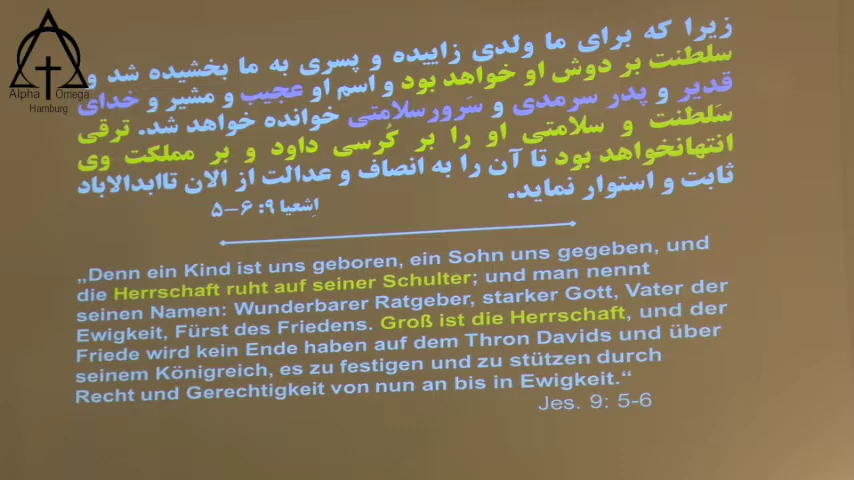 Alpha Omega
Hamburg
زیرا که برای ما ولدی زاییده و پسری به ما بخشیده شد و
سلطنت بر دوش او خواهد بود و اسم او عجیب و مشیر و خدای
قدیر و پدر سرمدی و سَرورسلامتی خوانده خواهد شد. ترقی
سَلطنت و سلامتی او را بر کُرسی داود و بر مملکت وی
انتهانخواهد بود تا آن را به انصاف و عدالت از الان تاابدالاباد
ثابت و استوار نماید.
اِشعیا ۹: ۶–۵
„Denn ein Kind ist uns geboren, ein Sohn uns gegeben, und
die Herrschaft ruht auf seiner Schulter; und man nennt
seinen Namen: Wunderbarer Ratgeber, starker Gott, Vater der
Ewigkeit, Fürst des Friedens. Groß ist die Herrschaft, und der
Friede wird kein Ende haben auf dem Thron Davids und über
seinem Königreich, es zu festigen und zu stützen durch
Recht und Gerechtigkeit von nun an bis in Ewigkeit.“
Jes. 9: 5-6